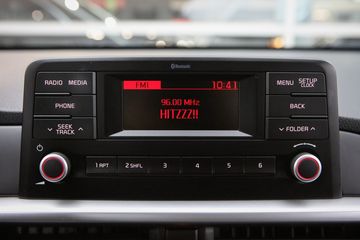 Bluetooth
RADIO MEDIA
FM1 10:41
MENU SETUP
CLOCK
96.00 MHz
HITZZZ!!
PHONE
BACK
SEEK
TRACK
FOLDER
1 RPT 2 SHFL 3 4 5 6